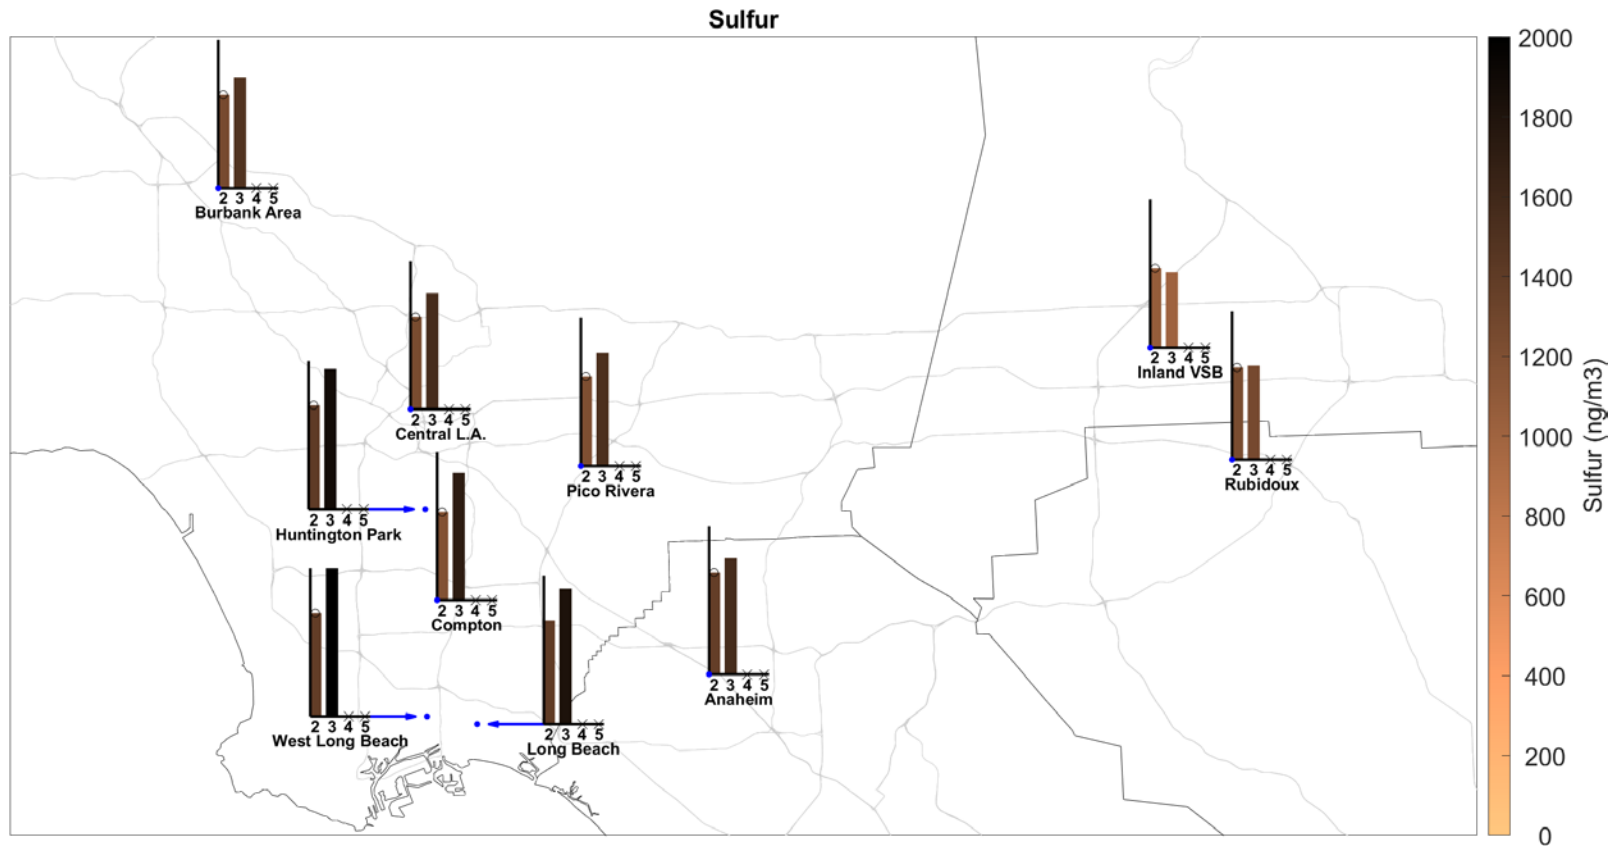 Sulfur
2 3 4 5
Burbank Area
2 3 4 5
Central L.A.
2 3 4 5
Inland VSB
2 3 4 5
Rubidoux
2 3 4 5
Pico Rivera
2 3 4 5
Huntington Park
2 3 4 5
Compton
2 3 4 5
Anaheim
2 3 4 5
West Long Beach
2 3 4 5
Long Beach
2000
1800
1600
1400
1200
1000
800
600
400
200
0
Sulfur (ng/m3)